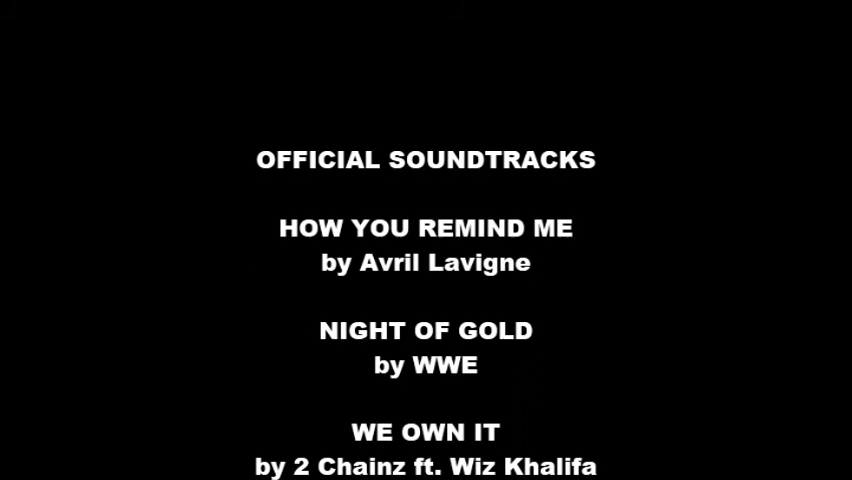 OFFICIAL SOUNDTRACKS
HOW YOU REMIND ME
by Avril Lavigne
NIGHT OF GOLD
by WWE
WE OWN IT
by 2 Chainz ft. Wiz Khalifa